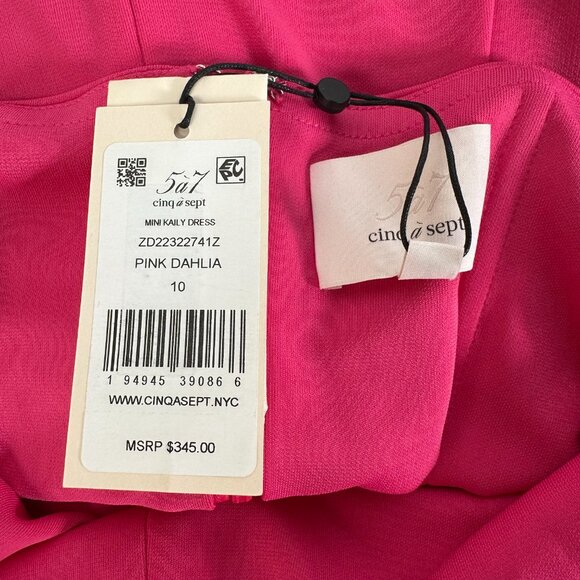 5à7
EPC
cinq à sept
MINI KAILY DRESS
ZD22322741Z
PINK DAHLIA
10
1 94945 39086 6
WWW.CINQASEPT.NYC
MSRP $345.00
5à7
cinq à sept